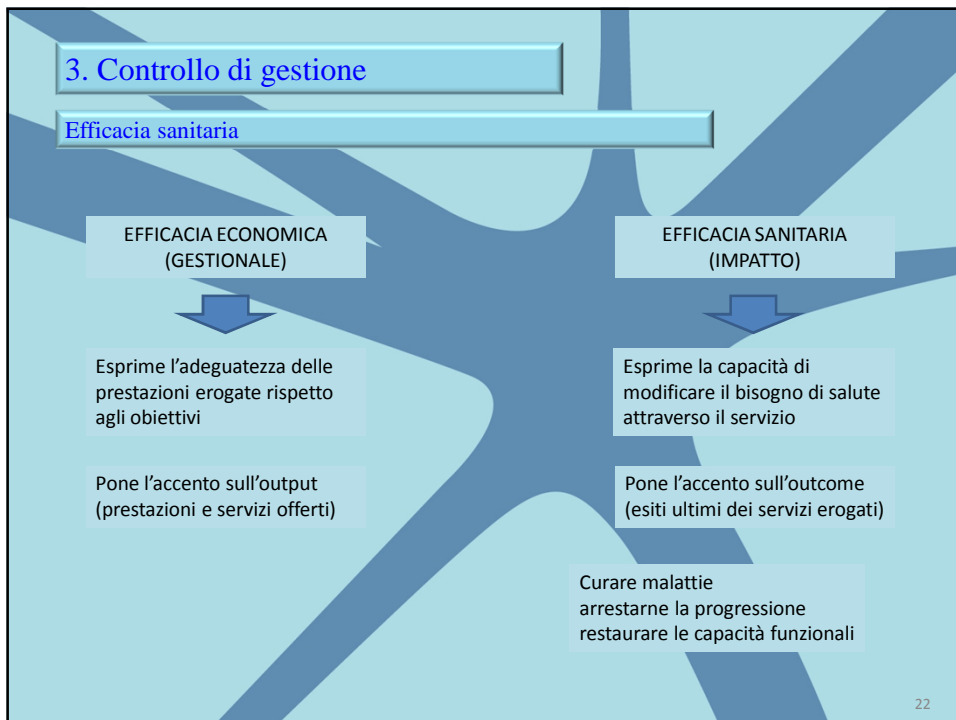 3. Controllo di gestione
Efficacia sanitaria
EFFICACIA ECONOMICA
(GESTIONALE)
Esprime l’adeguatezza delle
prestazioni erogate rispetto
agli obiettivi
Pone l’accento sull’output
(prestazioni e servizi offerti)
EFFICACIA SANITARIA
(IMPATTO)
Esprime la capacità di
modificare il bisogno di salute
attraverso il servizio
Pone l’accento sull’outcome
(esiti ultimi dei servizi erogati)
Curare malattie
arrestarne la progressione
restaurare le capacità funzionali
22